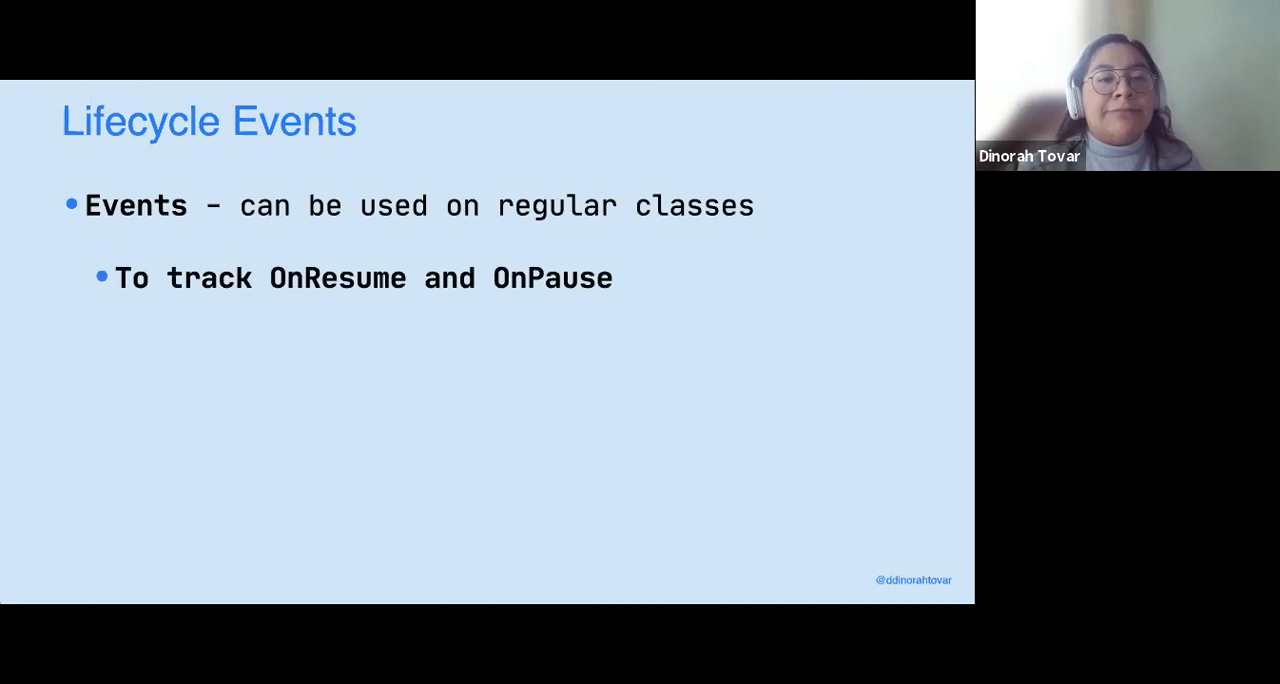 Lifecycle Events
• Events – can be used on regular classes
• To track OnResume and OnPause
@ddinorahtovar
Dinorah Tovar